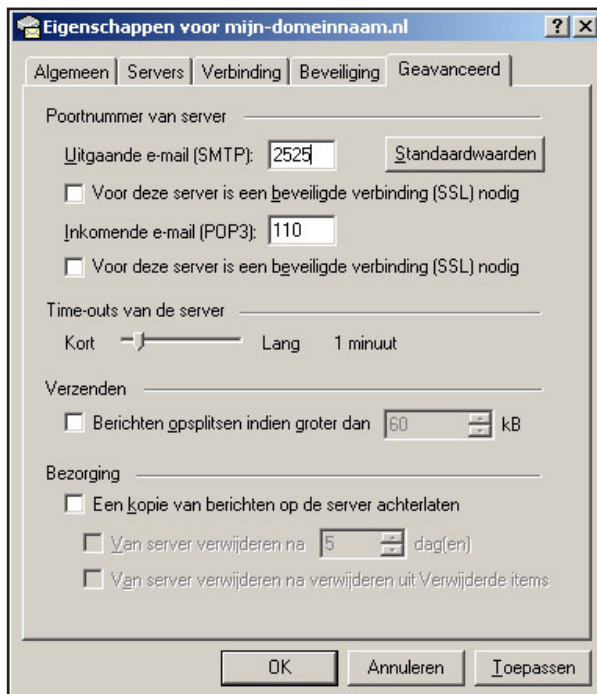 Eigenschappen voor mijn-domeinnaam.nl
Algemeen Servers Verbinding Beveiliging Geavanceerd
Poortnummer van server
Uitgaande e-mail (SMTP): 2525 Standaardwaarden
Voor deze server is een beveiligde verbinding (SSL) nodig
Inkomende e-mail (POP3): 110
Voor deze server is een beveiligde verbinding (SSL) nodig
Time-outs van de server
Kort Lang 1 minuut
Verzenden
Berichten opsplitsen indien groter dan 60 kB
Bezorging
Een kopie van berichten op de server achterlaten
Van server verwijderen na 5 dag(en)
Van server verwijderen na verwijderen uit Verwijderde items
OK Annuleren Toepassen